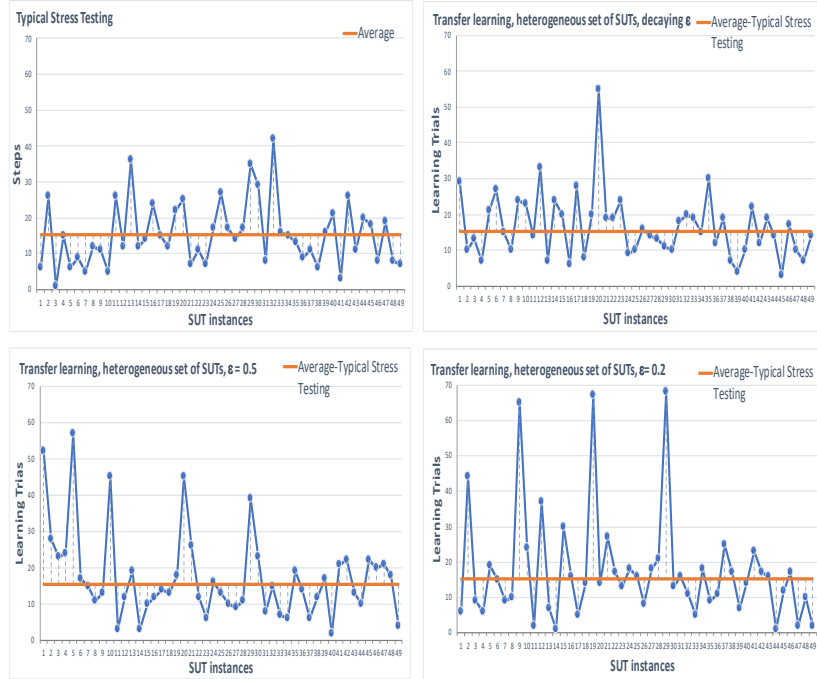 Typical Stress Testing
Average
70
60
50
40
30
20
10
0
Steps
1 2 3 4 5 6 7 8 9 10 11 12 13 14 15 16 17 18 19 20 21 22 23 24 25 26 27 28 29 30 31 32 33 34 35 36 37 38 39 40 41 42 43 44 45 46 47 48 49
SUT instances
Transfer learning, heterogeneous set of SUTs, decaying ε
Average-Typical Stress
Testing
70
60
50
40
30
20
10
0
Learning Trials
1 2 3 4 5 6 7 8 9 10 11 12 13 14 15 16 17 18 19 20 21 22 23 24 25 26 27 28 29 30 31 32 33 34 35 36 37 38 39 40 41 42 43 44 45 46 47 48 49
SUT instances
Transfer learning, heterogeneous set of SUTs, ε = 0.5
Average-Typical Stress
Testing
70
60
50
40
30
20
10
0
Learning Trias
1 2 3 4 5 6 7 8 9 10 11 12 13 14 15 16 17 18 19 20 21 22 23 24 25 26 27 28 29 30 31 32 33 34 35 36 37 38 39 40 41 42 43 44 45 46 47 48 49
SUT instances
Transfer learning, heterogeneous set of SUTs, ε= 0.2
Average-Typical Stress
Testing
70
60
50
40
30
20
10
0
Learning Trials
1 2 3 4 5 6 7 8 9 10 11 12 13 14 15 16 17 18 19 20 21 22 23 24 25 26 27 28 29 30 31 32 33 34 35 36 37 38 39 40 41 42 43 44 45 46 47 48 49
SUT instances